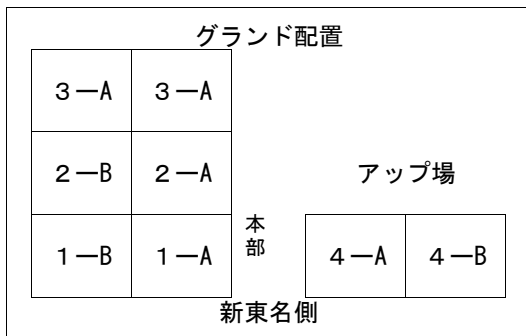 グランド配置
３―A ３―A
２―B ２―A
アップ場
１―B １―A
本部
４―A ４―B
新東名側